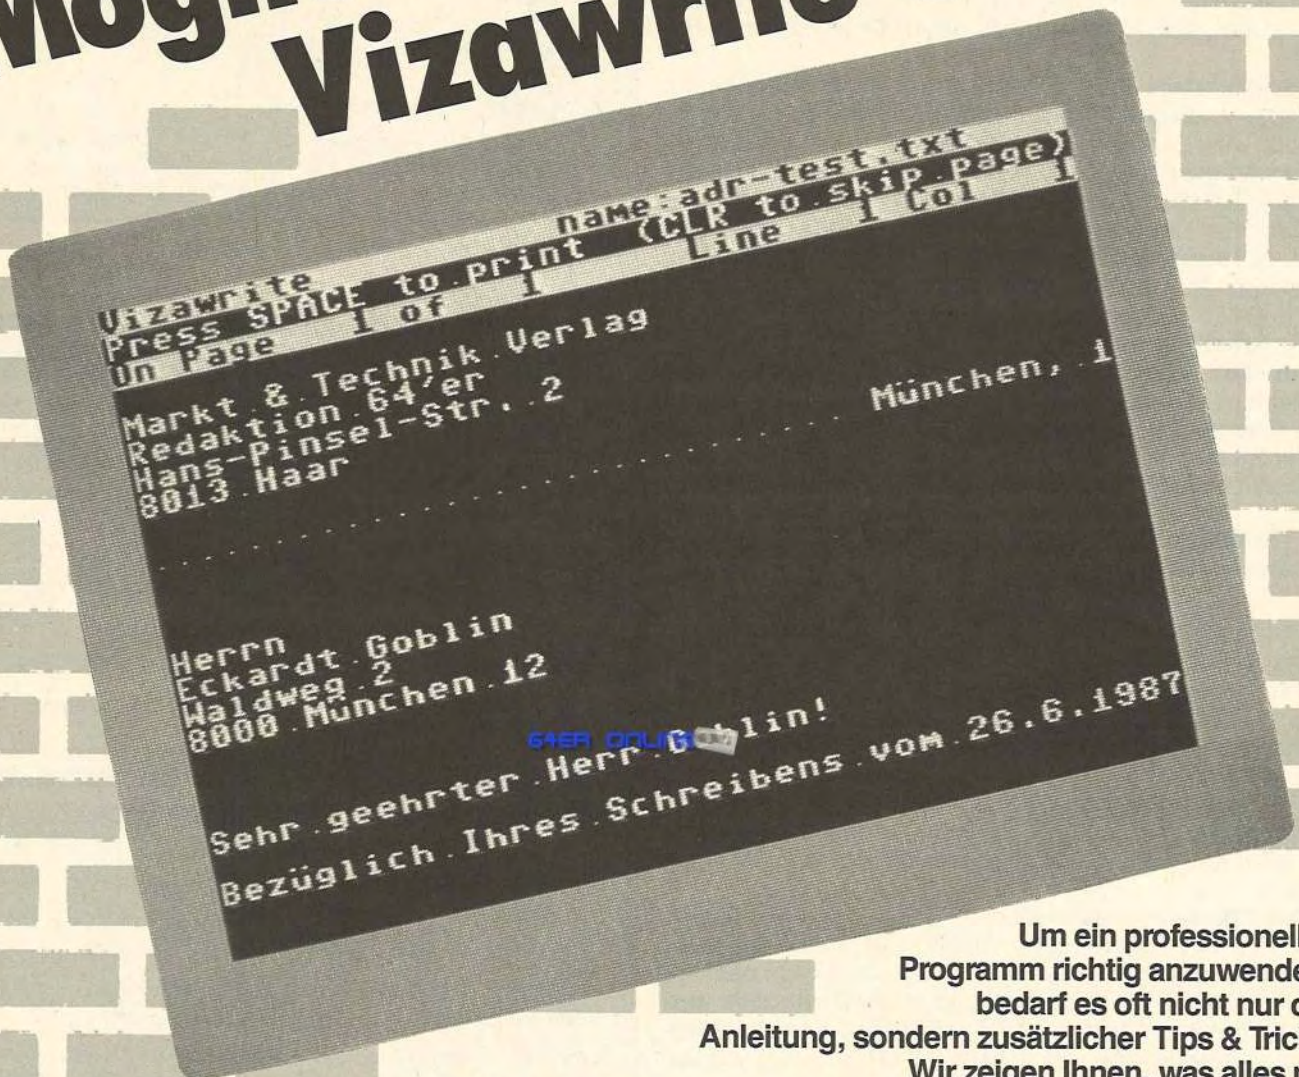 Vizawrite
Vizawrite name:adr-test.txt
Press SPACE to.print (CLR to.skip.page)
On Page 1 of 1 Line 1 Col 1
Markt.&.Technik.Verlag
Redaktion.64'er
Hans-Pinsel-Str..2
8013.Haar
München,.1
Herrn
Eckardt.Goblin
Waldweg.2
8000.München.12
64ER ONLINE
Sehr.geehrter.Herr.Goblin!
Bezüglich.Ihres.Schreibens.vom.26.6.1987
Um ein professionell
Programm richtig anzuwende
bedarf es oft nicht nur
Anleitung, sondern zusätzlicher Tips & Tric
Wir zeigen Ihnen, was alles